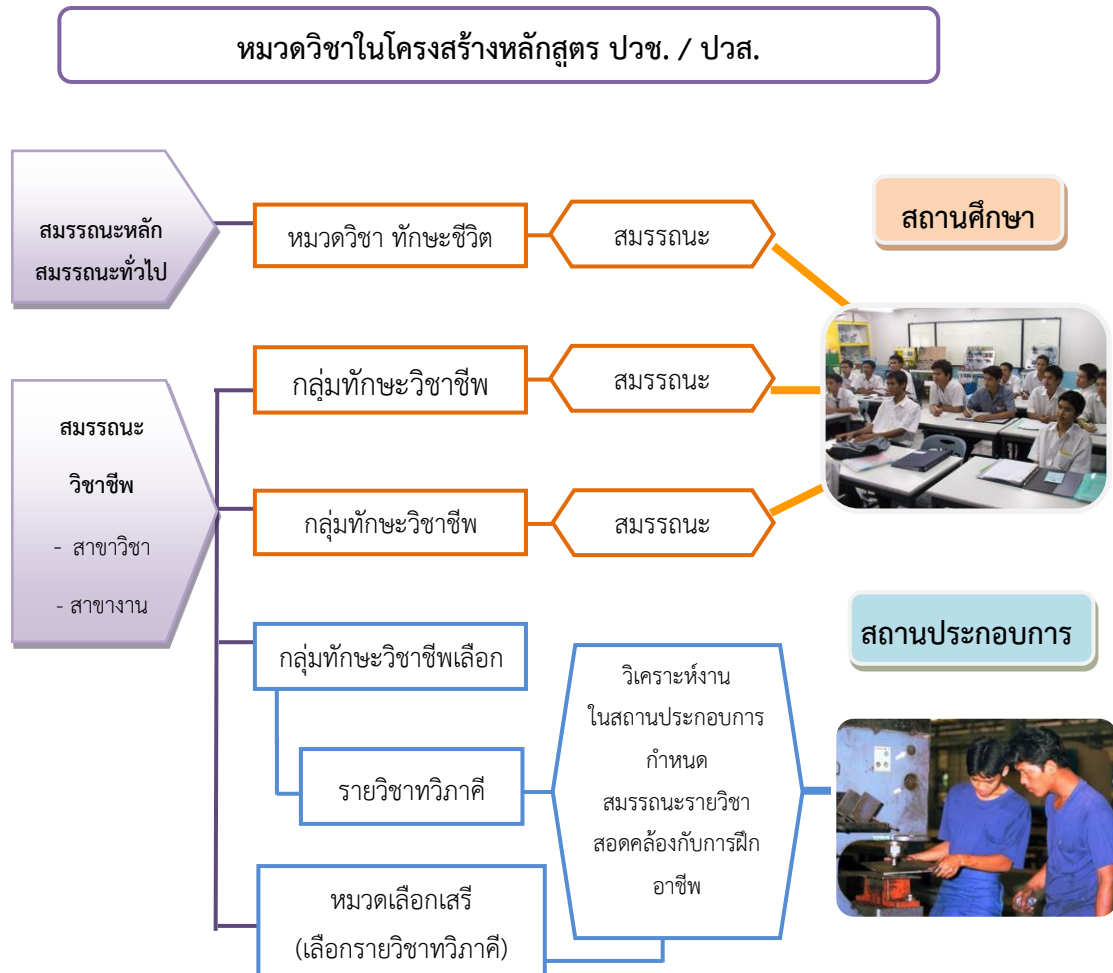 หมวดวิชาในโครงสร้างหลักสูตร ปวช. / ปวส.
สมรรถนะหลัก
สมรรถนะทั่วไป
หมวดวิชา ทักษะชีวิต
สมรรถนะ
สถานศึกษา
สมรรถนะ
วิชาชีพ
- สาขาวิชา
- สาขางาน
กลุ่มทักษะวิชาชีพ
สมรรถนะ
กลุ่มทักษะวิชาชีพ
สมรรถนะ
กลุ่มทักษะวิชาชีพเลือก
รายวิชาทวิภาคี
หมวดเลือกเสรี
(เลือกรายวิชาทวิภาคี)
วิเคราะห์งาน
ในสถานประกอบการ
กำหนด
สมรรถนะรายวิชา
สอดคล้องกับการฝึก
อาชีพ
สถานประกอบการ